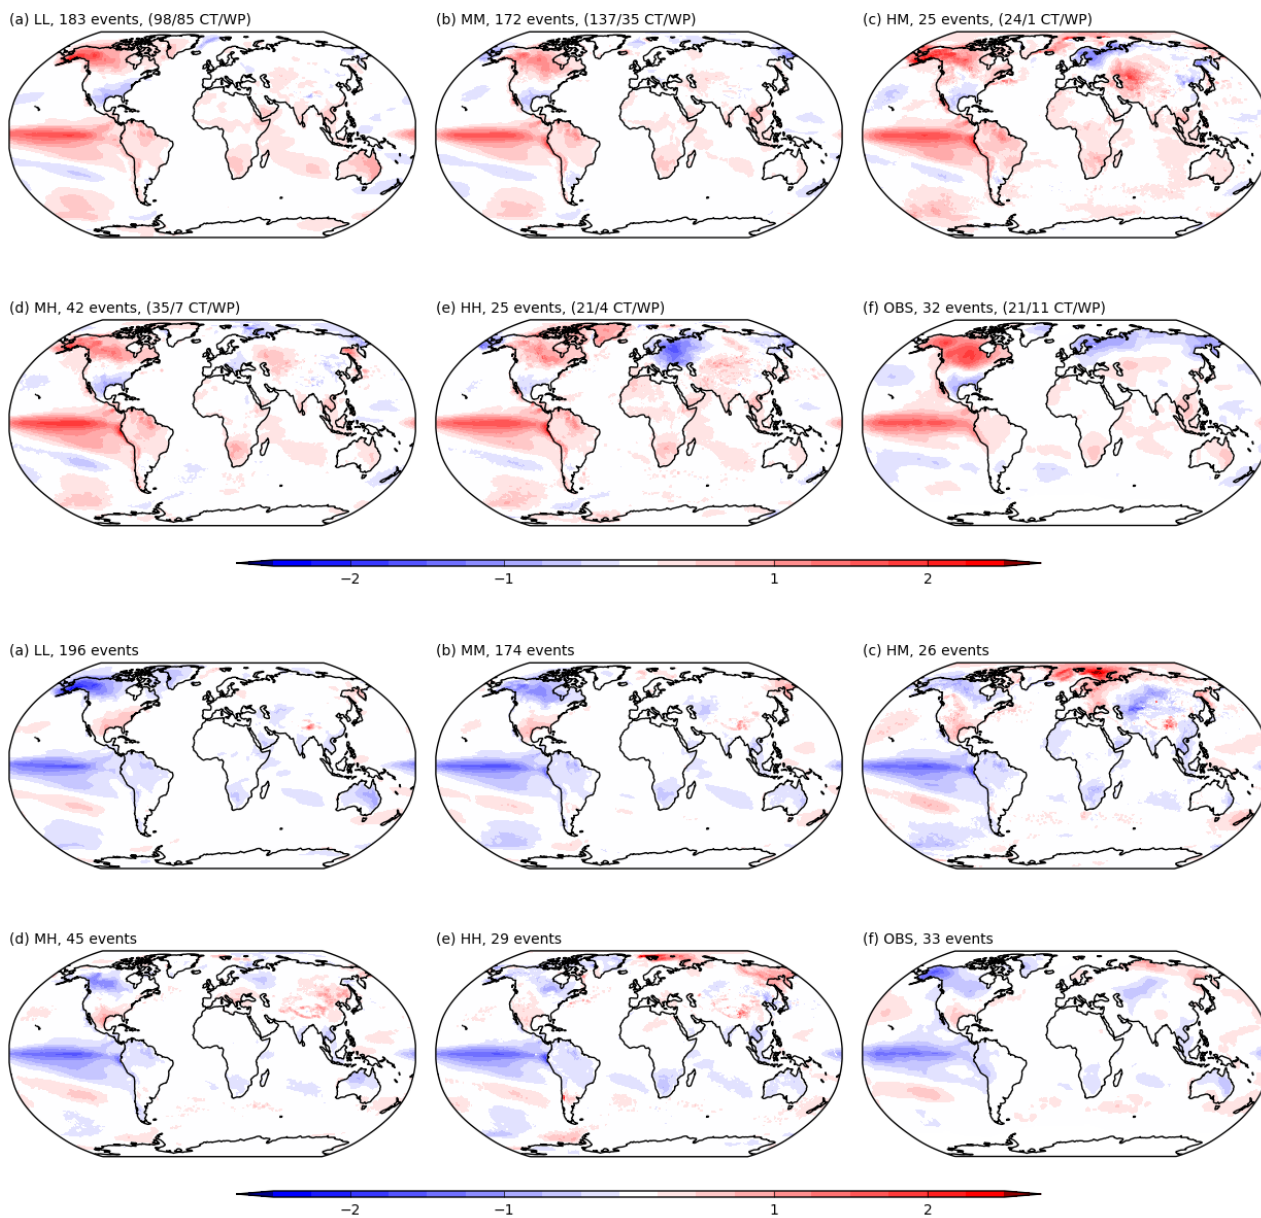 (a) LL, 183 events, (98/85 CT/WP)
(b) MM, 172 events, (137/35 CT/WP)
(c) HM, 25 events, (24/1 CT/WP)
(d) MH, 42 events, (35/7 CT/WP)
(e) HH, 25 events, (21/4 CT/WP)
(f) OBS, 32 events, (21/11 CT/WP)
−2 −1 1 2
(a) LL, 196 events
(b) MM, 174 events
(c) HM, 26 events
(d) MH, 45 events
(e) HH, 29 events
(f) OBS, 33 events
−2 −1 1 2